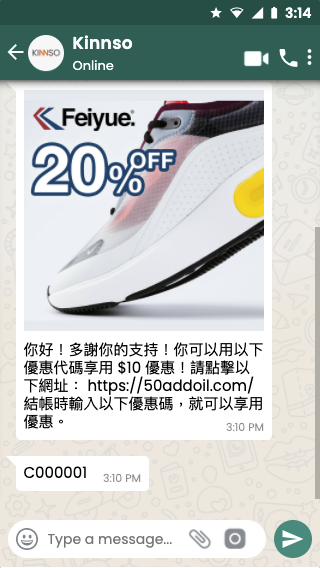 3:14
KINNSO
Kinnso
Online
Feiyue
20% OFF
你好！多謝你的支持！你可以用以下
優惠代碼享用 $10 優惠！請點擊以
下網址： https://50addoil.com/
結帳時輸入以下優惠碼，就可以享用
優惠。
3:10 PM
C000001
3:10 PM
Type a message...